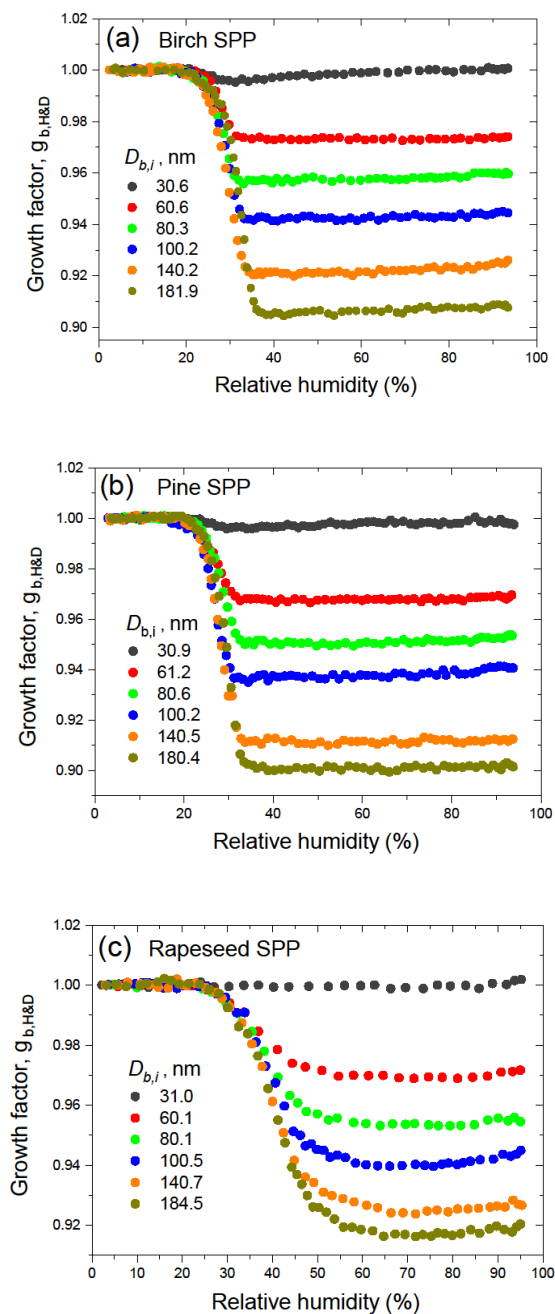 (a) Birch SPP
1.02
1.00
0.98
0.96
0.94
0.92
0.90
Growth factor, g b,H&D
D b,i , nm
30.6
60.6
80.3
100.2
140.2
181.9
0 20 40 60 80 100
Relative humidity (%)
(b) Pine SPP
1.02
1.00
0.98
0.96
0.94
0.92
0.90
Growth factor, g b,H&D
D b,i , nm
30.9
61.2
80.6
100.2
140.5
180.4
0 20 40 60 80 100
Relative humidity (%)
(c) Rapeseed SPP
1.02
1.00
0.98
0.96
0.94
0.92
Growth factor, g b,H&D
D b,i , nm
31.0
60.1
80.1
100.5
140.7
184.5
0 10 20 30 40 50 60 70 80 90 100
Relative humidity (%)